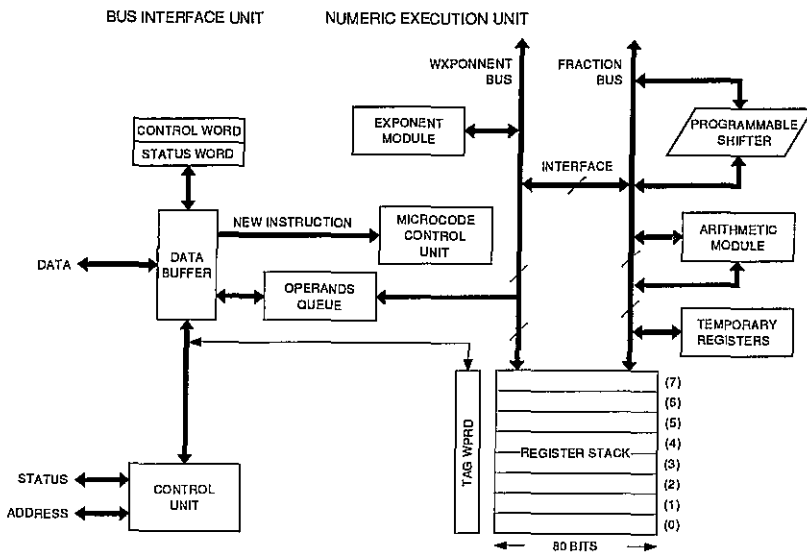 BUS INTERFACE UNIT
NUMERIC EXECUTION UNIT
WXPONNENT
BUS
FRACTION
BUS
EXPONENT
MODULE
PROGRAMMABLE
SHIFTER
CONTROL WORD
STATUS WORD
INTERFACE
NEW INSTRUCTION
MICROCODE
CONTROL
UNIT
ARITHMETIC
MODULE
DATA
DATA
BUFFER
OPERANDS
QUEUE
TEMPORARY
REGISTERS
TAG WPRD
REGISTER STACK
(7)
(6)
(5)
(4)
(3)
(2)
(1)
(0)
STATUS
ADDRESS
CONTROL
UNIT
80 BITS